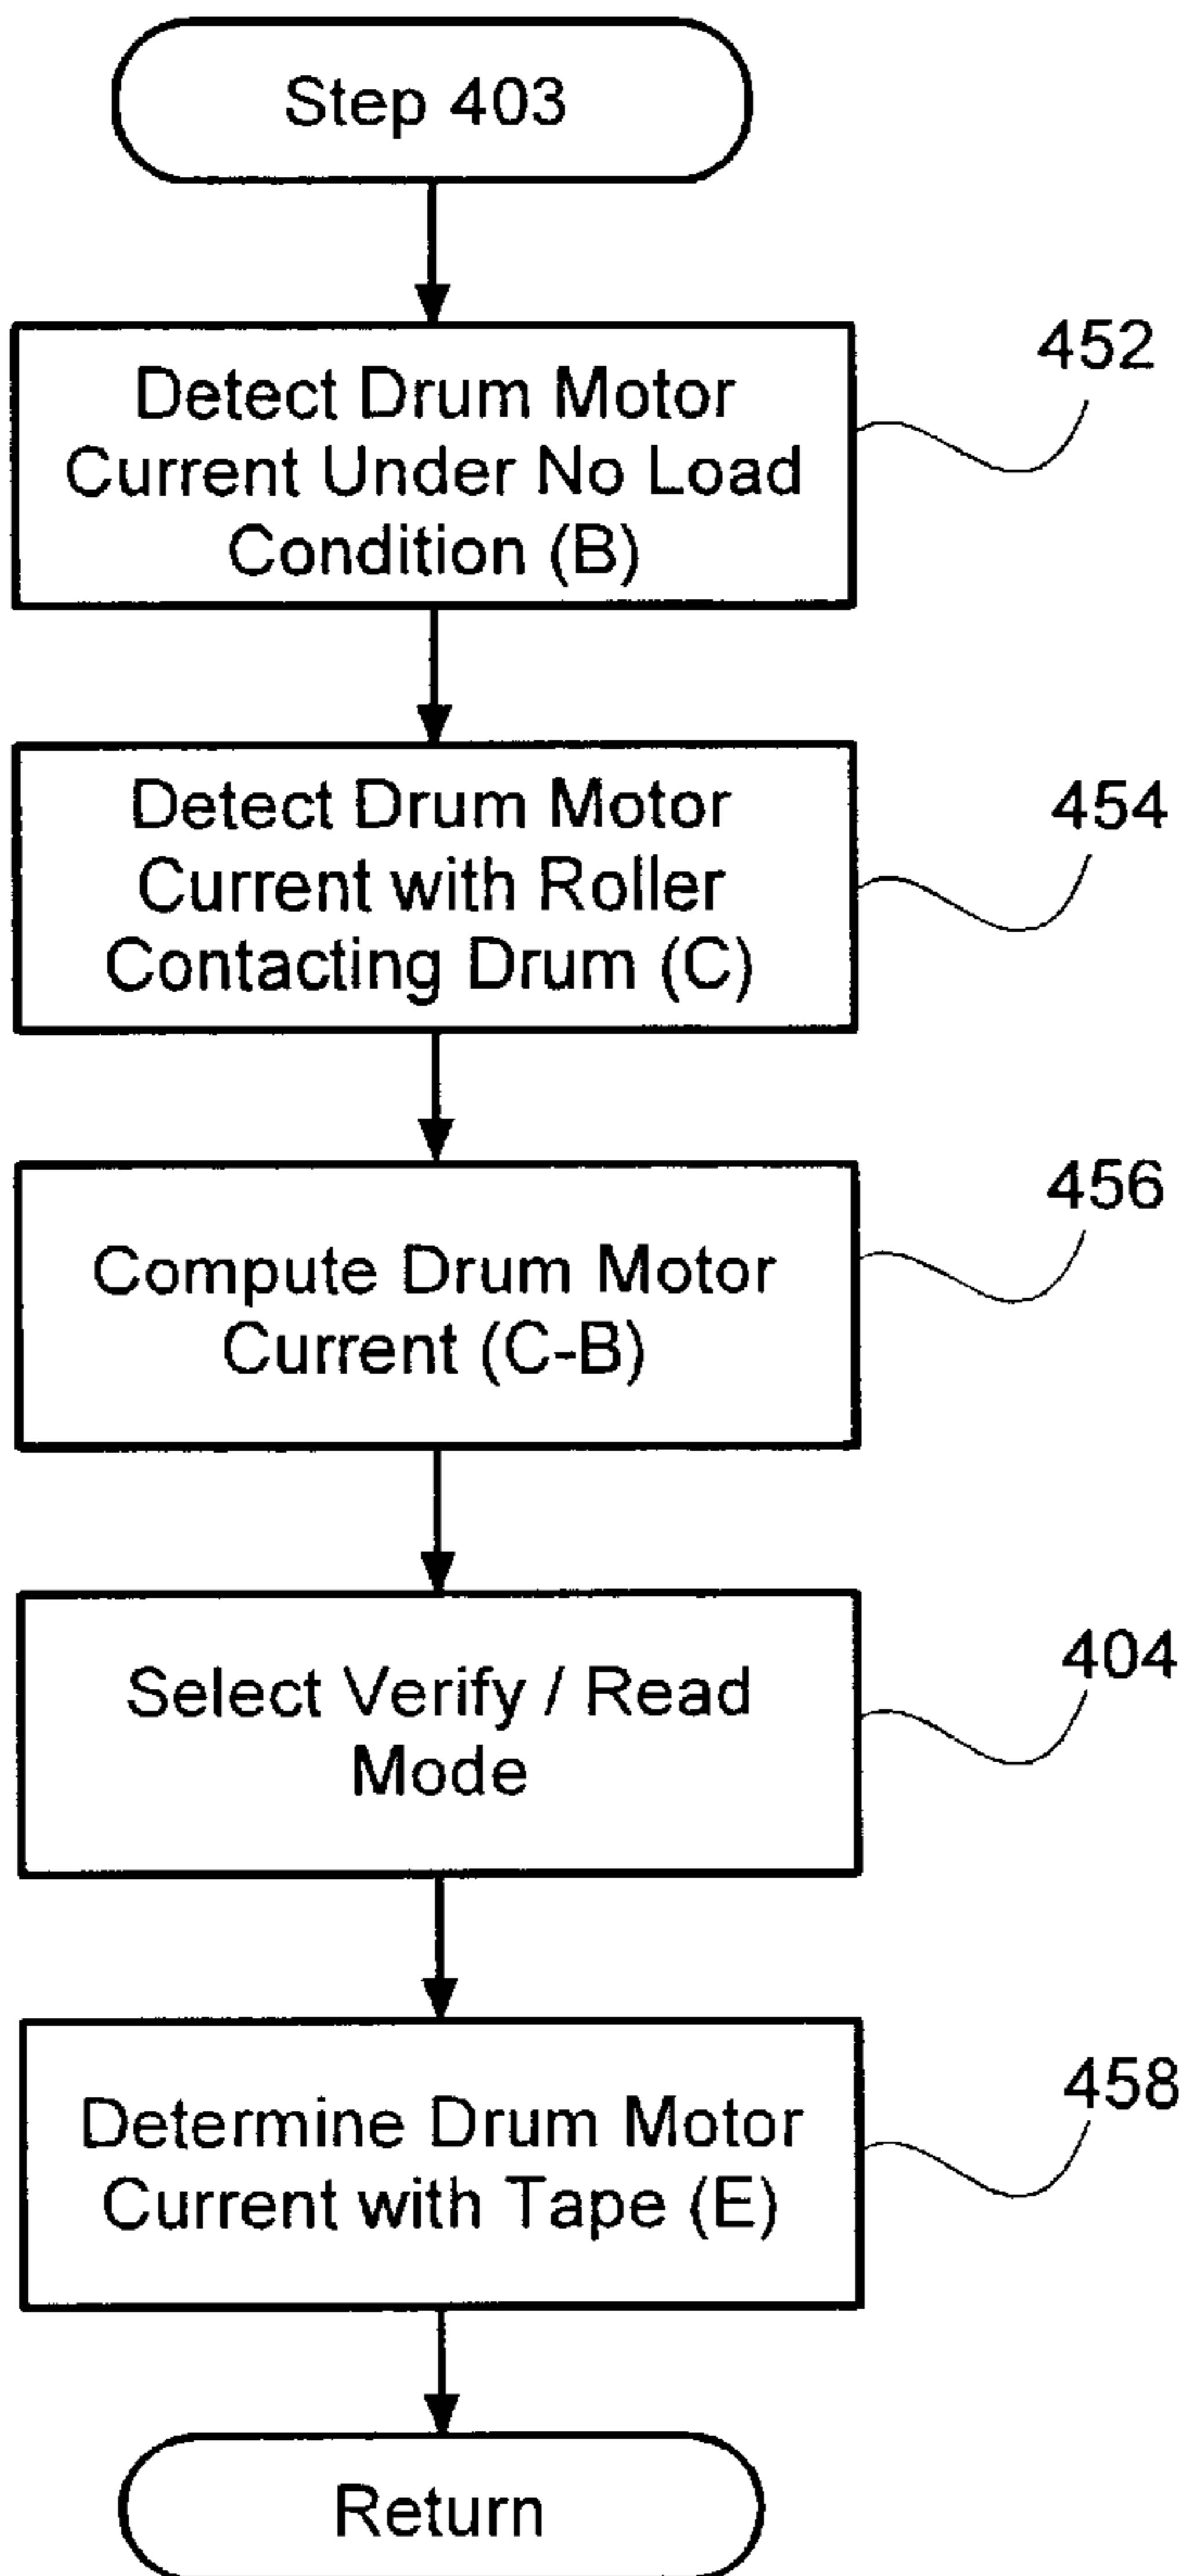 Step 403
Detect Drum Motor
Current Under No Load
Condition (B)
452
Detect Drum Motor
Current with Roller
Contacting Drum (C)
454
Compute Drum Motor
Current (C-B)
456
Select Verify / Read
Mode
404
Determine Drum Motor
Current with Tape (E)
458
Return